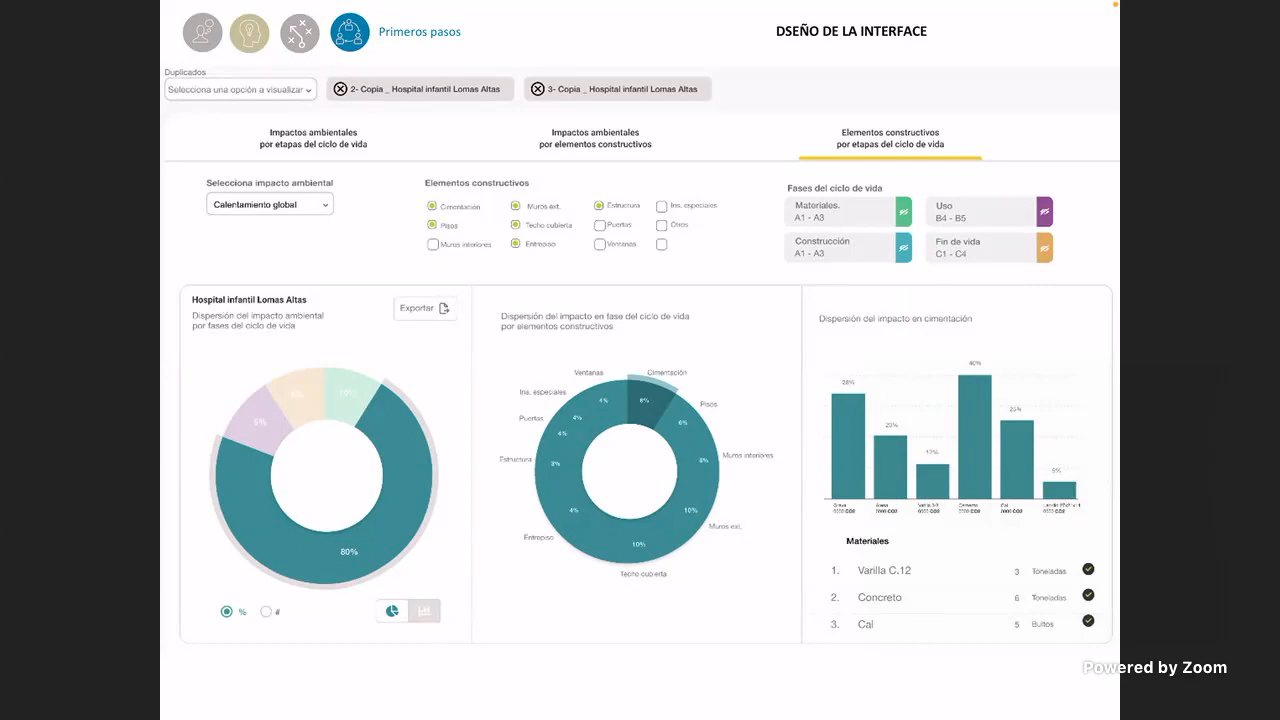 Primeros pasos
DSEÑO DE LA INTERFACE
Duplicados
Selecciona una opción a visualizar
2- Copia _ Hospital infantil Lomas Altas
3- Copia _ Hospital infantil Lomas Altas
Impactos ambientales
por etapas del ciclo de vida
Impactos ambientales
por elementos constructivos
Elementos constructivos
por etapas del ciclo de vida
Selecciona impacto ambiental
Calentamiento global
Elementos constructivos
Cimentación
Muros ext.
Estructura
Ins. especiales
Pisos
Techo cubierta
Puertas
Otros
Muros interiores
Entrepiso
Ventanas
Fases del ciclo de vida
Materiales.
A1 - A3
Uso
B4 - B5
Construcción
A1 - A3
Fin de vida
C1 - C4
Hospital infantil Lomas Altas
Dispersión del impacto ambiental
por fases del ciclo de vida
Exportar
5%
10%
80%
%
#
Dispersión del impacto en fase del ciclo de vida
por elementos constructivos
Ventanas
Cimentación
Ins. especiales
Pisos
Puertas
Muros interiores
Estructura
Muros ext.
Entrepiso
Techo cubierta
4%
6%
4%
6%
4%
8%
3%
10%
4%
10%
Dispersión del impacto en cimentación
40%
5%
Grava
Arena
Cemento
Cal
Materiales
1. Varilla C.12 3 Toneladas
2. Concreto 6 Toneladas
3. Cal 5 Bultos
Powered by Zoom